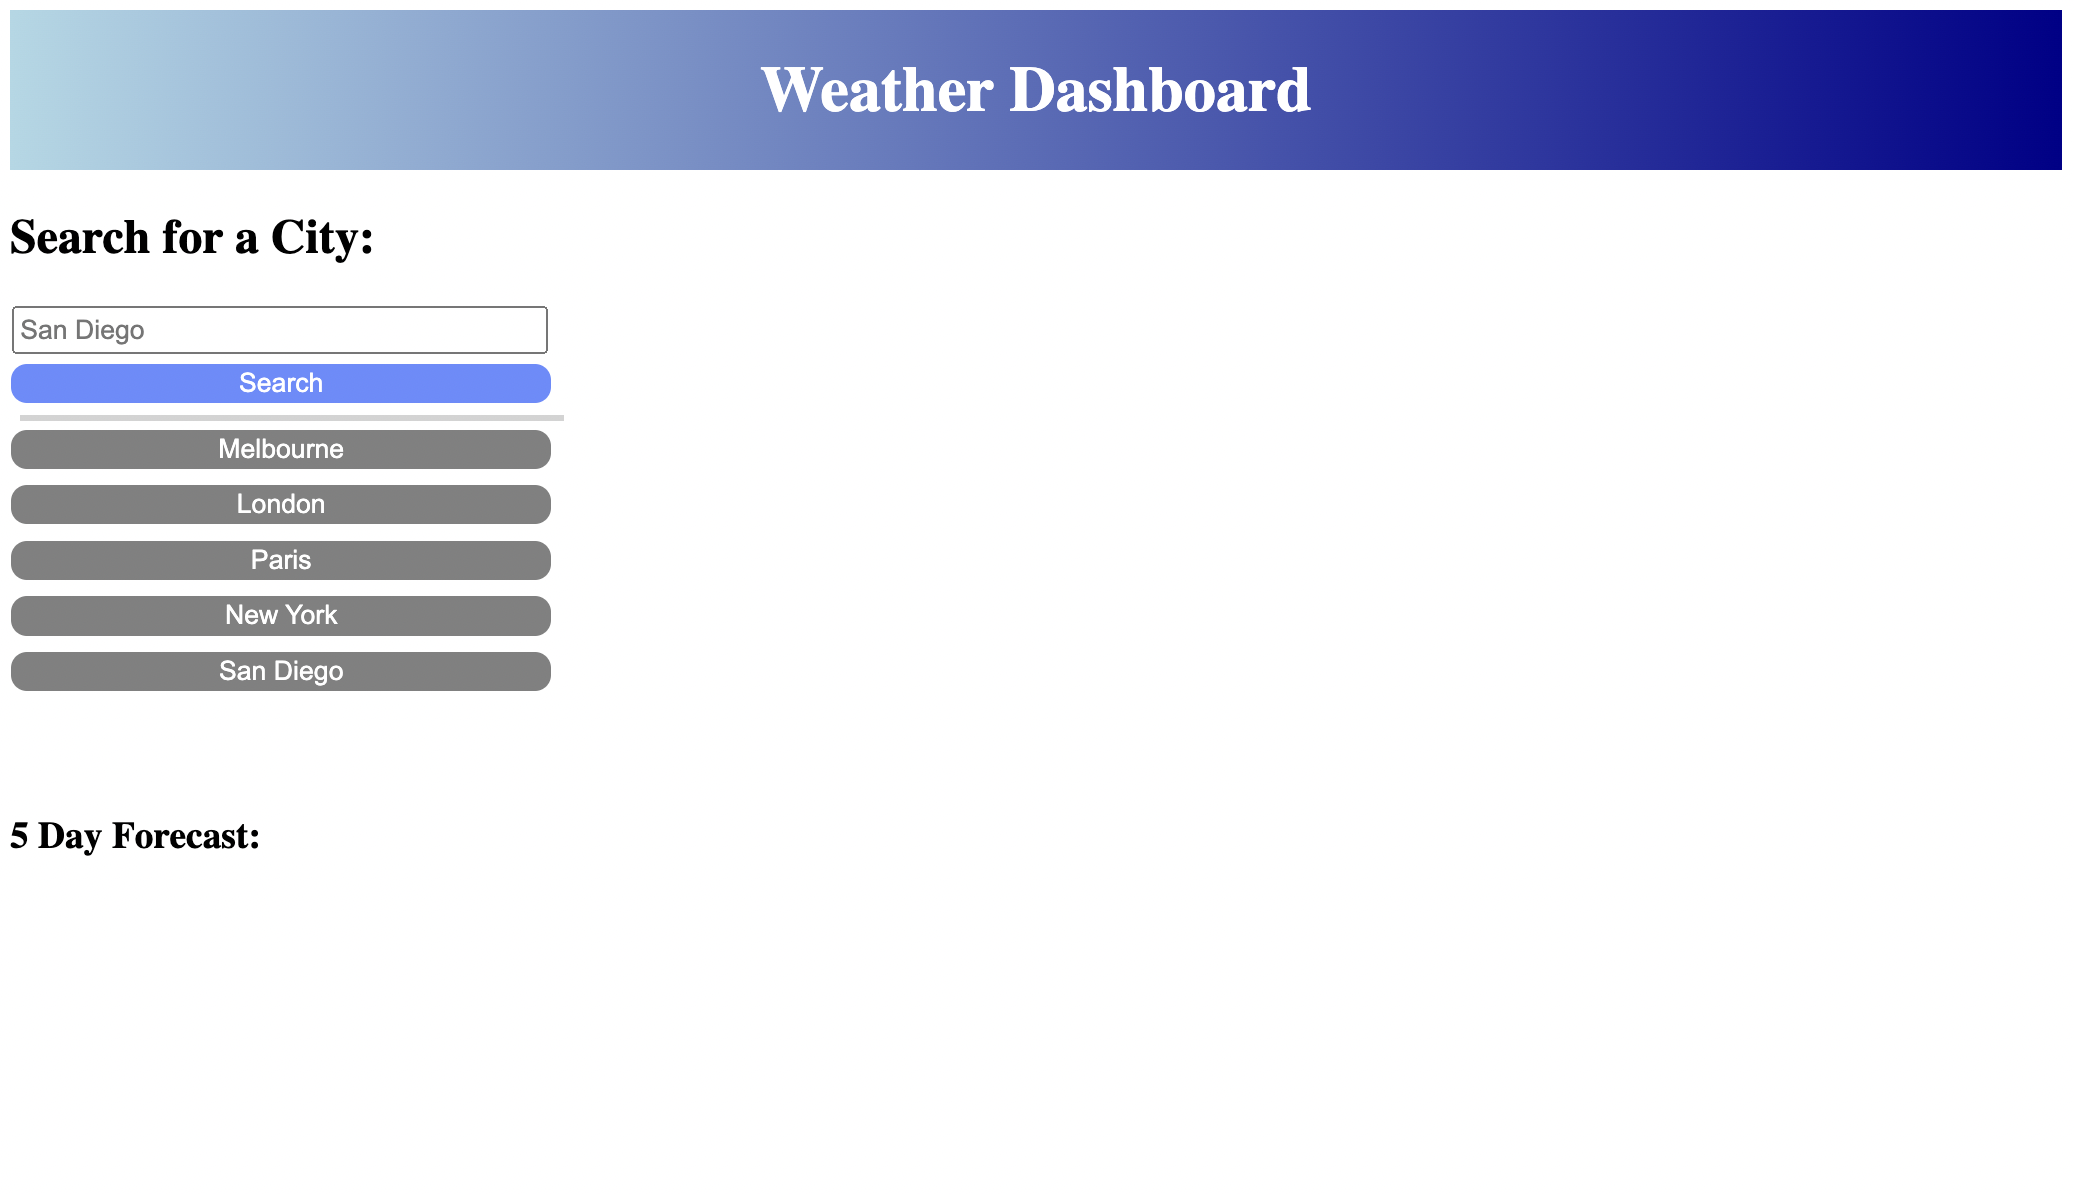 Weather Dashboard
Search for a City:
San Diego
Search
Melbourne
London
Paris
New York
San Diego
5 Day Forecast: